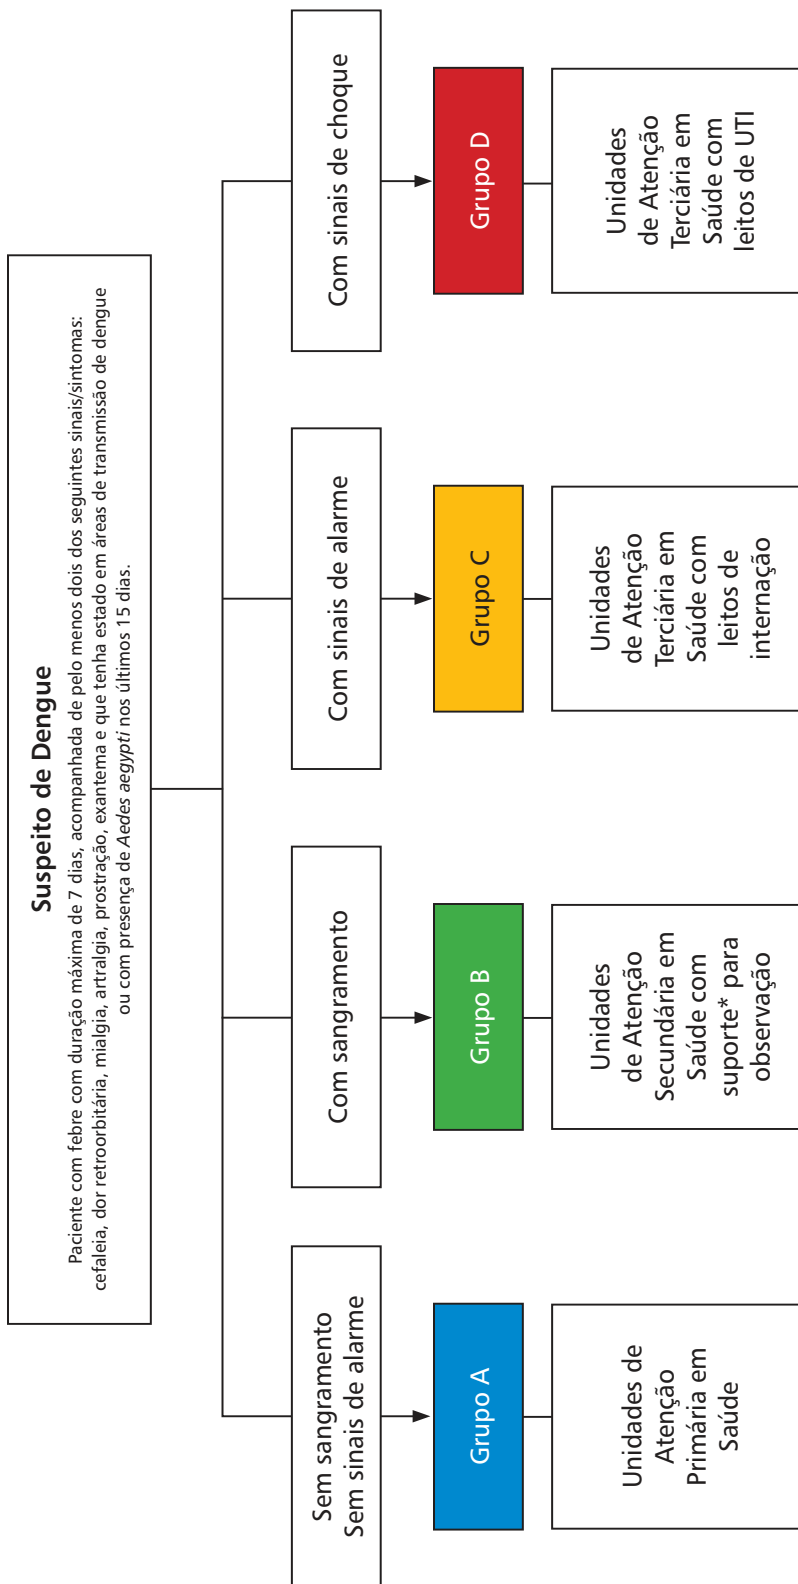 Suspeito de Dengue
Paciente com febre com duração máxima de 7 dias, acompanhada de pelo menos dois dos seguintes sinais/sintomas:
cefaleia, dor retroorbitária, mialgia, artralgia, prostração, exantema e que tenha estado em áreas de transmissão de dengue
ou com presença de Aedes aegypti nos últimos 15 dias.
Sem sangramento
Sem sinais de alarme
Grupo A
Unidades de
Atenção
Primária em
Saúde
Com sangramento
Grupo B
Unidades
de Atenção
Secundária em
Saúde com
suporte* para
observação
Com sinais de alarme
Grupo C
Unidades
de Atenção
Terciária em
Saúde com
leitos de
internação
Com sinais de choque
Grupo D
Unidades
de Atenção
Terciária em
Saúde com
leitos de UTI